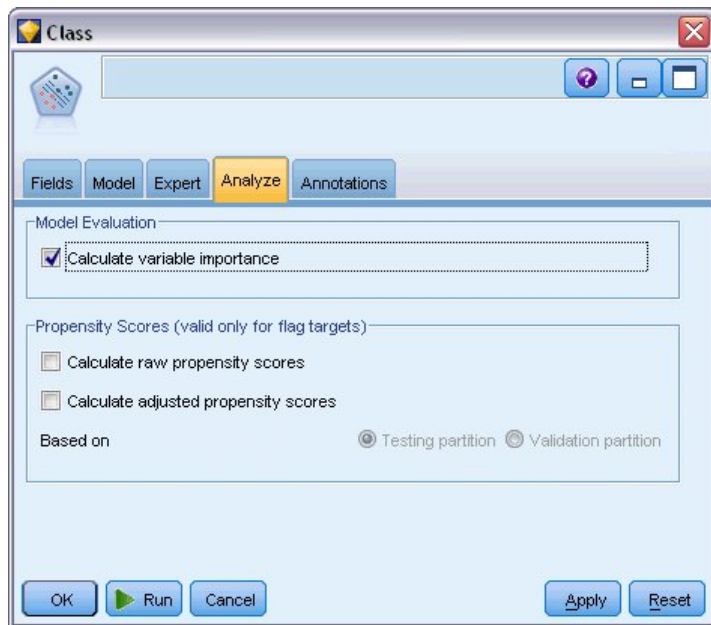 Class
Fields Model Expert Analyze Annotations
Model Evaluation
Calculate variable importance
Propensity Scores (valid only for flag targets)
Calculate raw propensity scores
Calculate adjusted propensity scores
Based on Testing partition Validation partition
OK Run Cancel Apply Reset